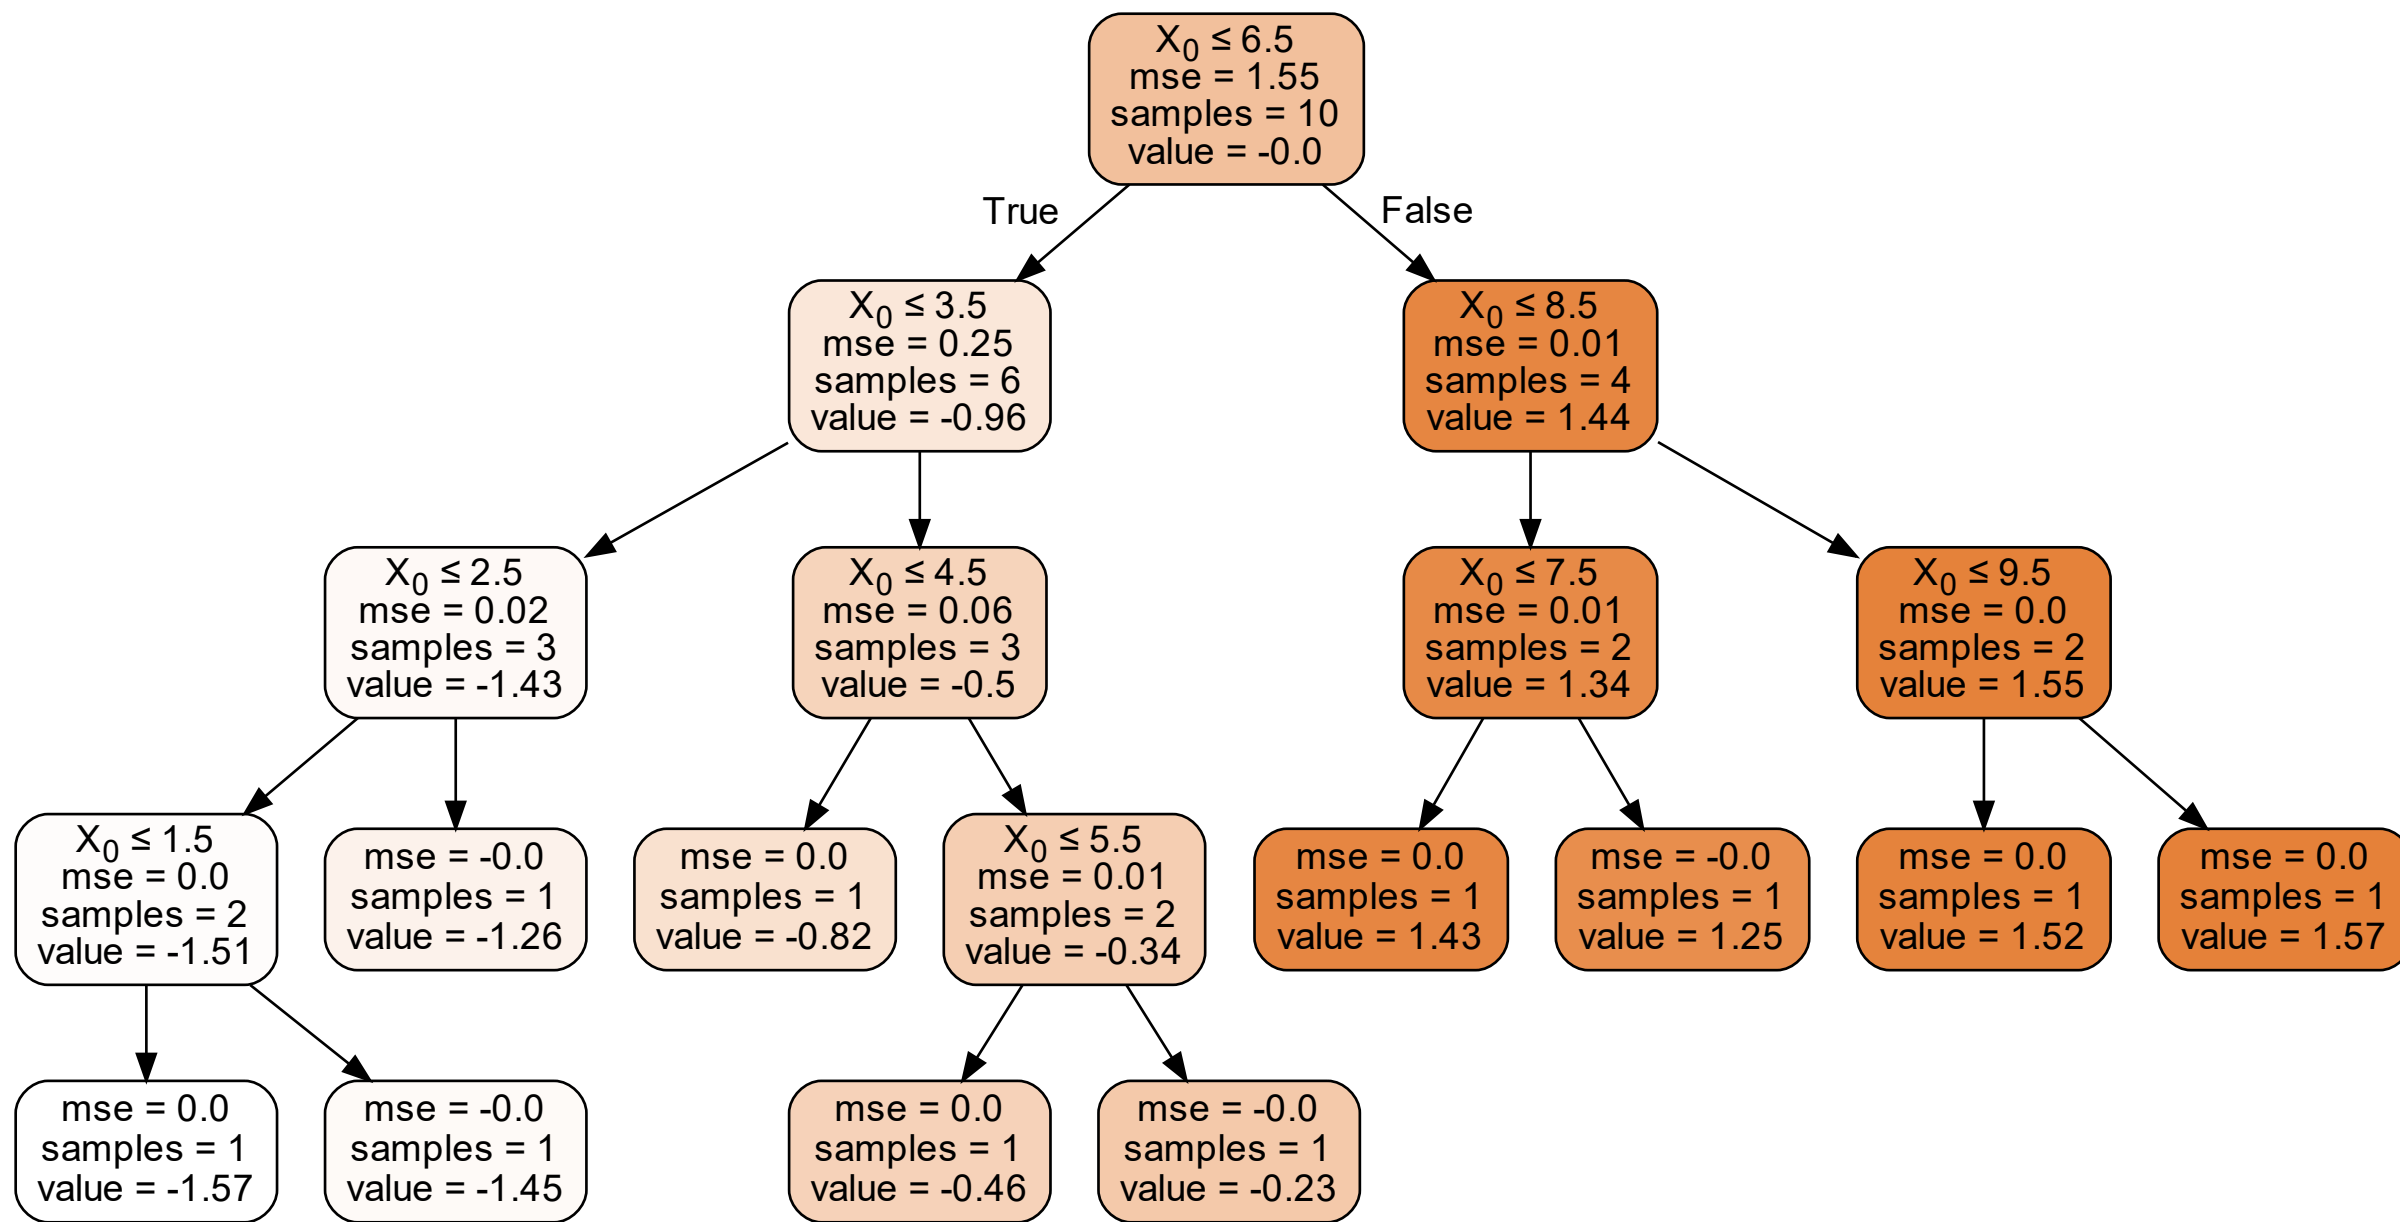 X₀ ≤ 6.5
mse = 1.55
samples = 10
value = -0.0
True
False
X₀ ≤ 3.5
mse = 0.25
samples = 6
value = -0.96
X₀ ≤ 8.5
mse = 0.01
samples = 4
value = 1.44
X₀ ≤ 2.5
mse = 0.02
samples = 3
value = -1.43
X₀ ≤ 4.5
mse = 0.06
samples = 3
value = -0.5
X₀ ≤ 7.5
mse = 0.01
samples = 2
value = 1.34
X₀ ≤ 9.5
mse = 0.0
samples = 2
value = 1.55
X₀ ≤ 1.5
mse = 0.0
samples = 2
value = -1.51
mse = -0.0
samples = 1
value = -1.26
mse = 0.0
samples = 1
value = -0.82
X₀ ≤ 5.5
mse = 0.01
samples = 2
value = -0.34
mse = 0.0
samples = 1
value = 1.43
mse = -0.0
samples = 1
value = 1.25
mse = 0.0
samples = 1
value = 1.52
mse = 0.0
samples = 1
value = 1.57
mse = 0.0
samples = 1
value = -1.57
mse = -0.0
samples = 1
value = -1.45
mse = 0.0
samples = 1
value = -0.46
mse = -0.0
samples = 1
value = -0.23